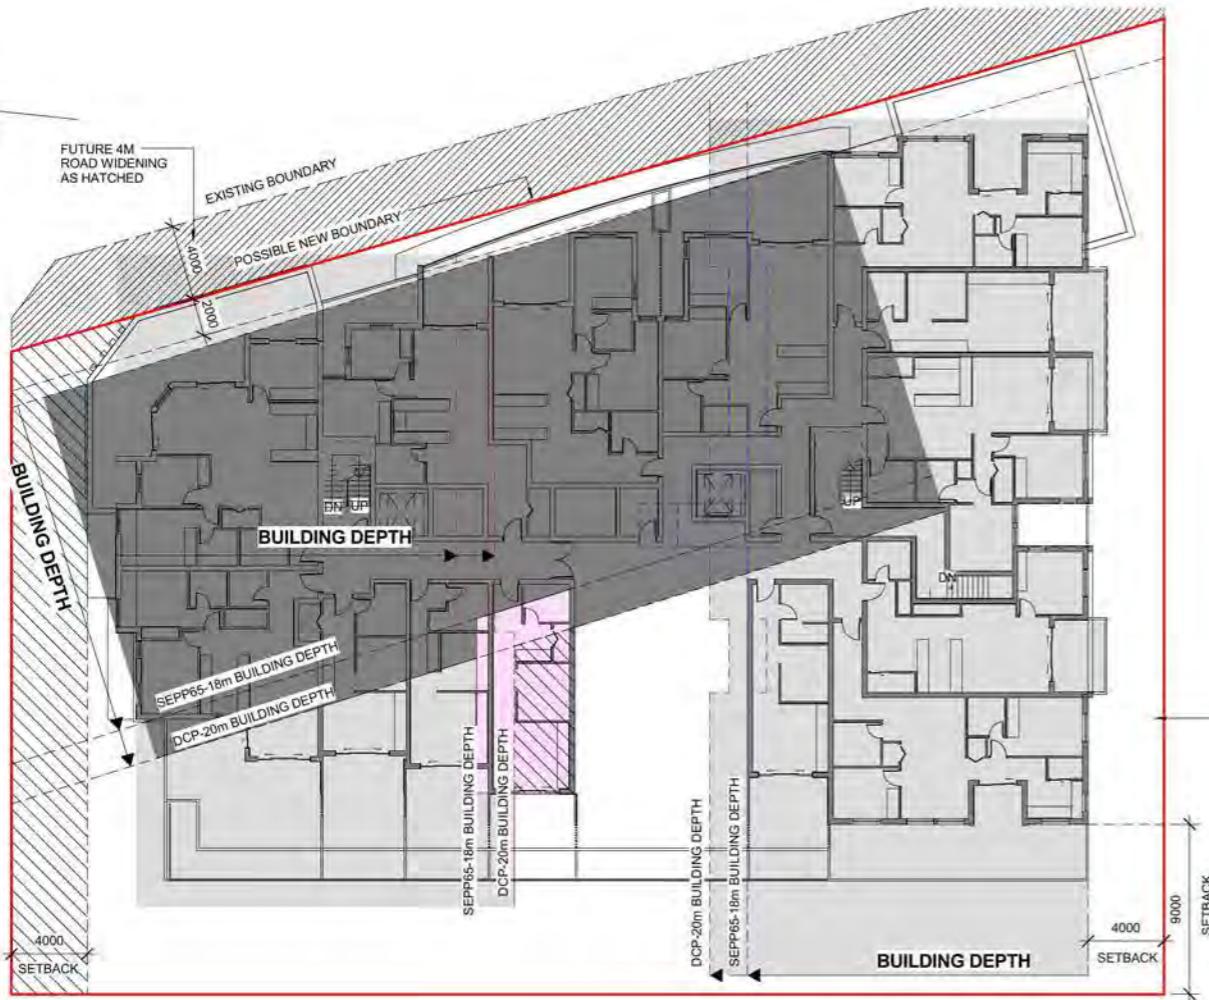 FUTURE 4M
ROAD WIDENING
AS HATCHED
EXISTING BOUNDARY
POSSIBLE NEW BOUNDARY
4000
2000
BUILDING DEPTH
DN
UP
BUILDING DEPTH
UP
DN
SEPP65-18m BUILDING DEPTH
DCP-20m BUILDING DEPTH
SEPP65-18m BUILDING DEPTH
DCP-20m BUILDING DEPTH
DCP-20m BUILDING DEPTH
SEPP65-18m BUILDING DEPTH
4000
SETBACK
BUILDING DEPTH
4000
SETBACK
9000
SETBACK